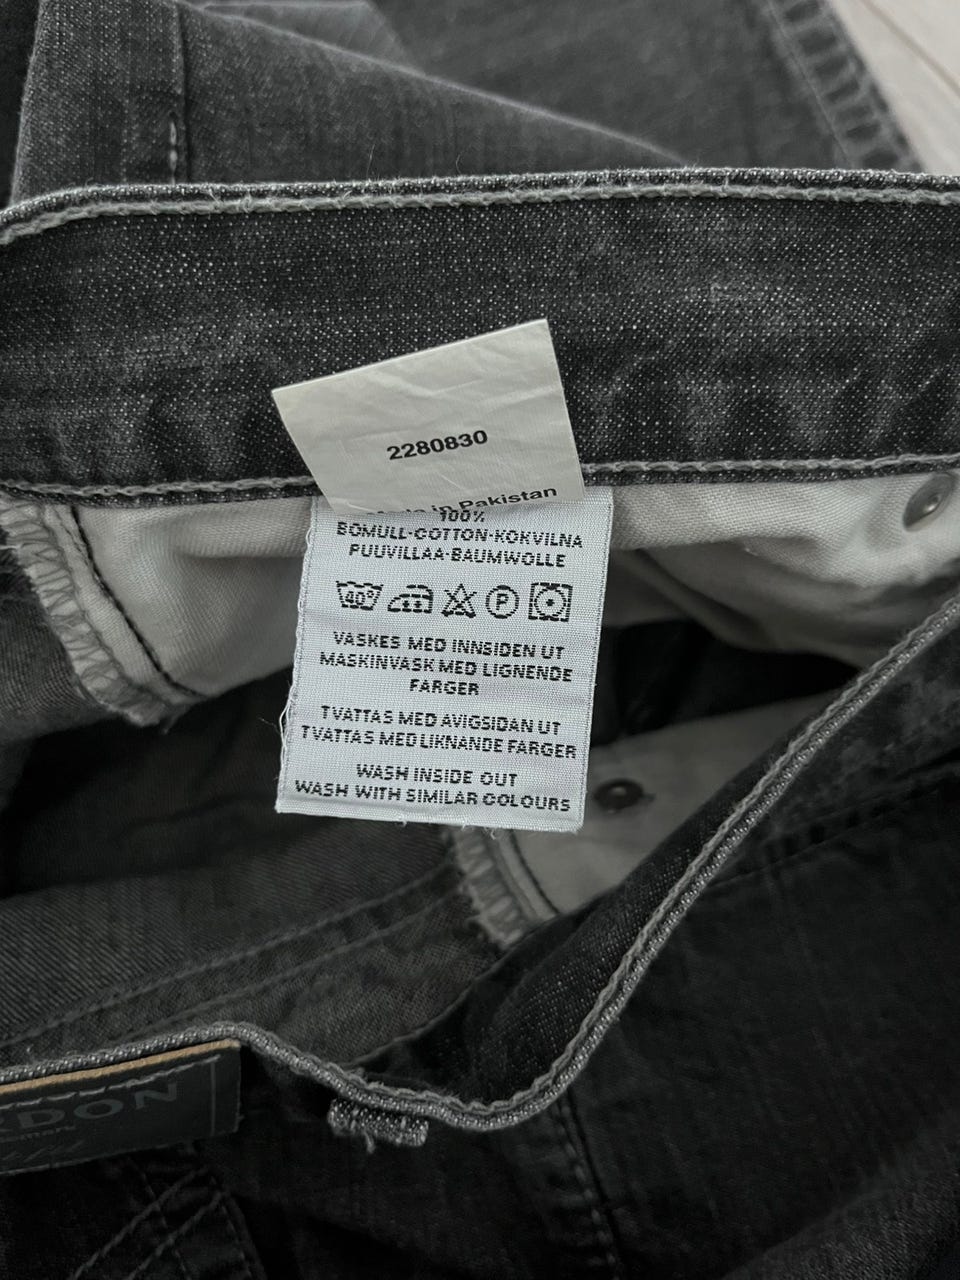 2280830
Made in Pakistan
100%
BOMULL-COTTON-KOKVILNA
PUUVILLAA-BAUMWOLLE
40°
P
VASKES MED INNSIDEN UT
MASKINVASK MED LIGNENDE
FARGER
TVATTAS MED AVIGSIDAN UT
TVATTAS MED LIKNANDE FARGER
WASH INSIDE OUT
WASH WITH SIMILAR COLOURS